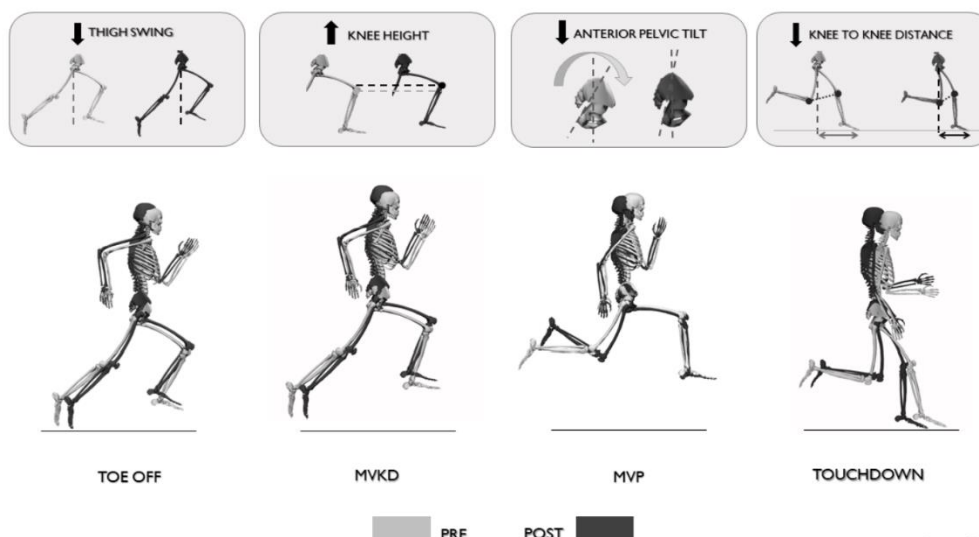 THIGH SWING
KNEE HEIGHT
ANTERIOR PELVIC TILT
KNEE TO KNEE DISTANCE
TOE OFF
MVKD
MVP
TOUCHDOWN
PRE
POST